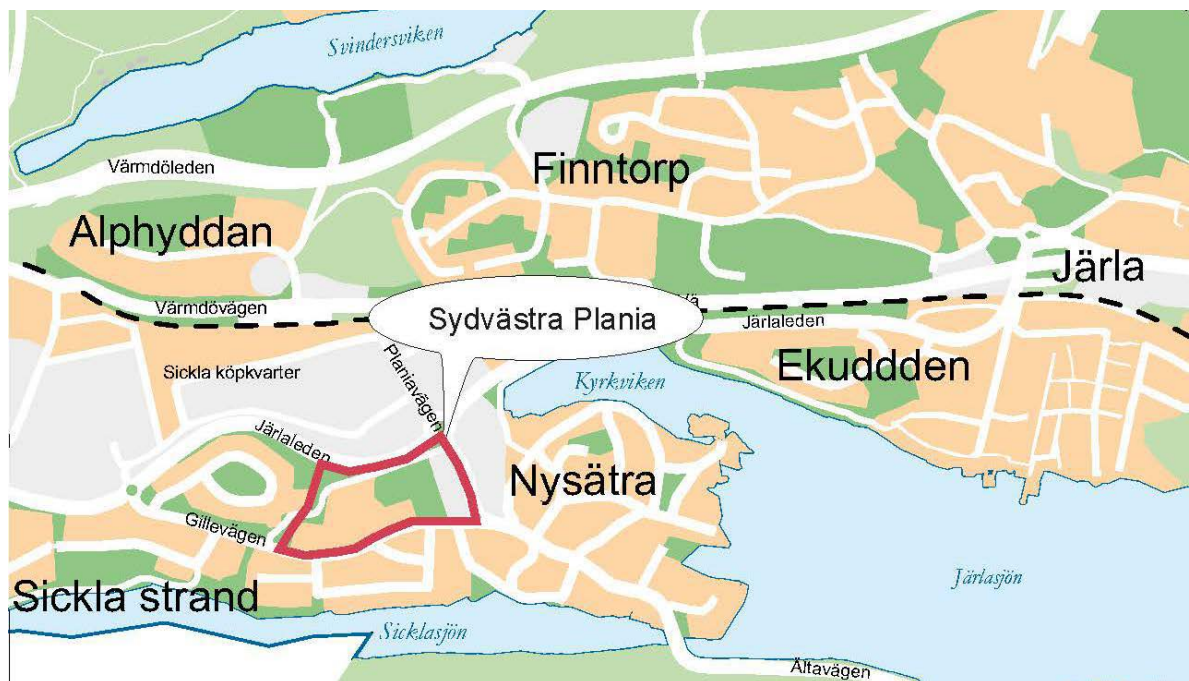 Svindersviken
Värmdöleden
Finntorp
Alphyddan
Järla
Värmdövägen
Sydvästra Plania
Järlaleden
Sickla köpkvarter
Planiavägen
Kyrkviken
Ekuddden
Järlaleden
Nysätra
Gillevägen
Järlasjön
Sickla strand
Sicklasjön
Ältavägen